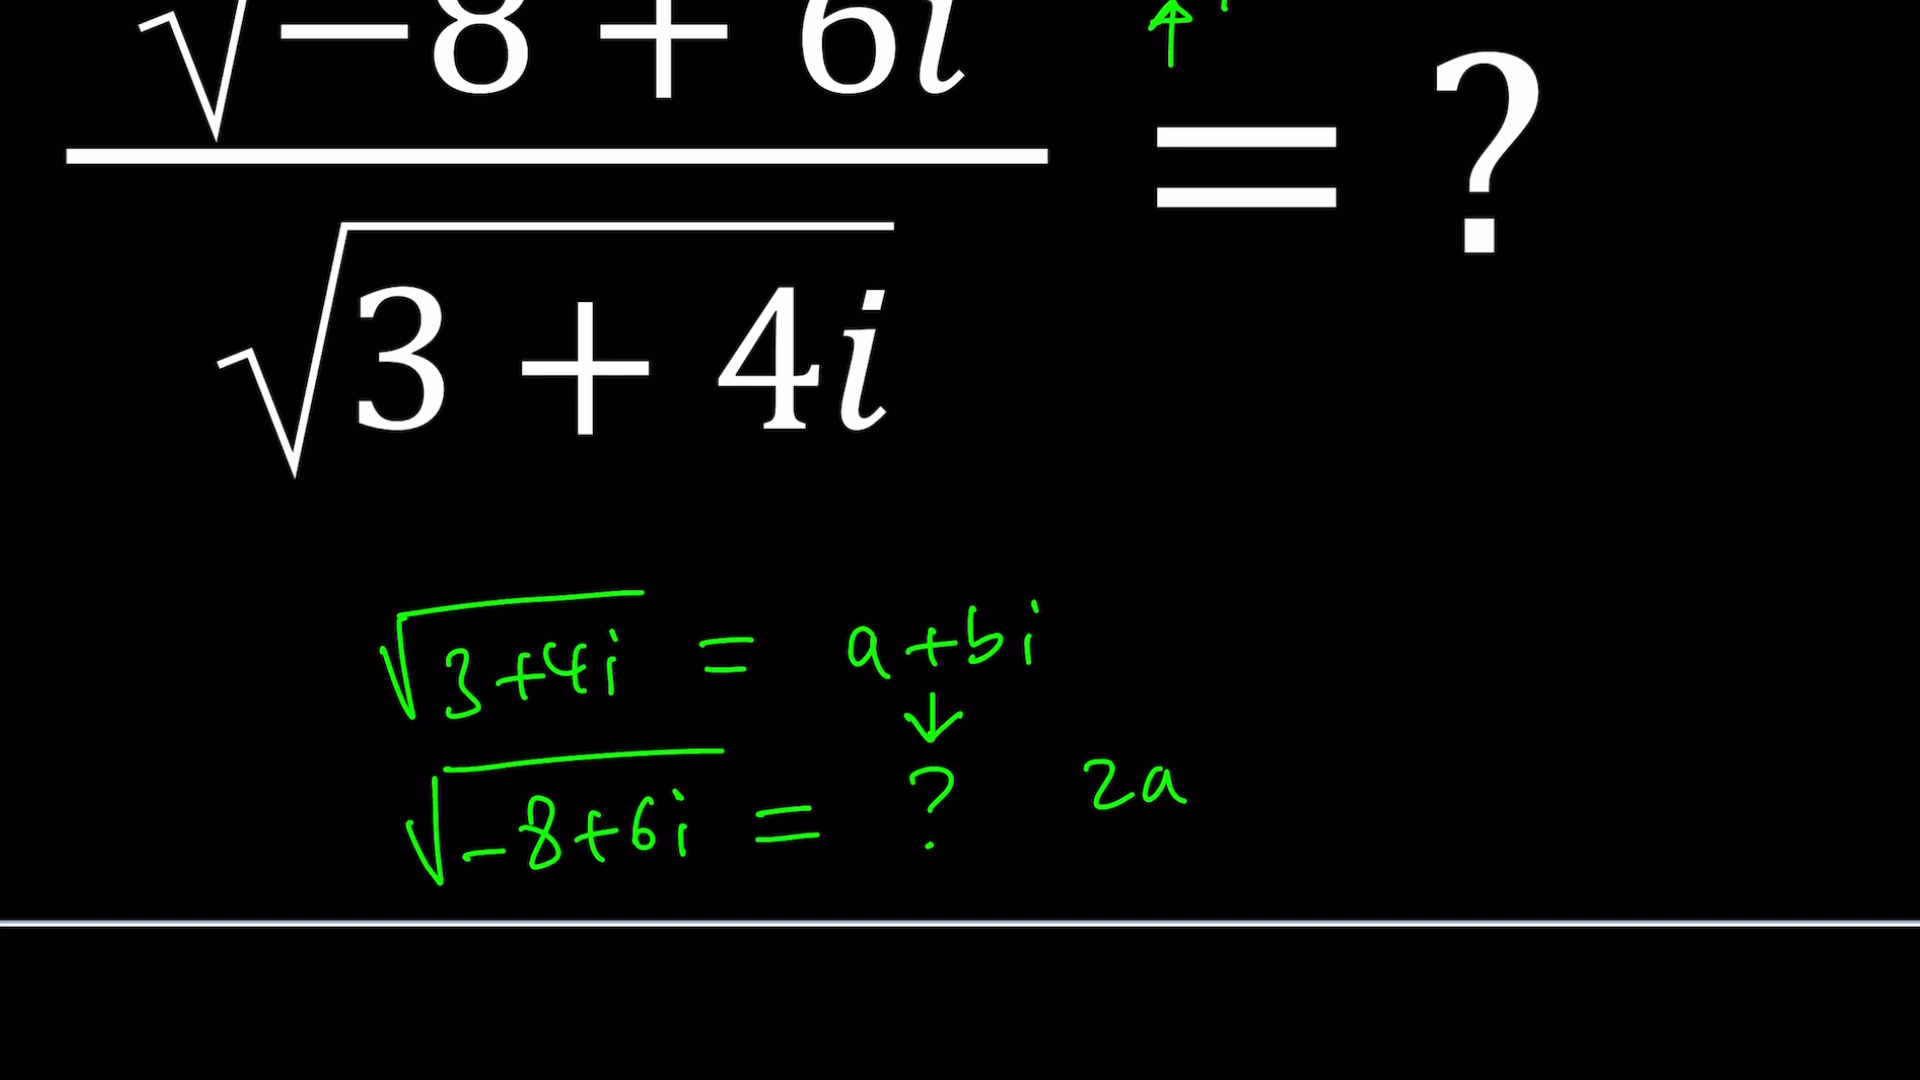 √−8 + 6i
√3 + 4i
= ?
√3+4i = a+bi
↓
√-8+6i = ? 2a